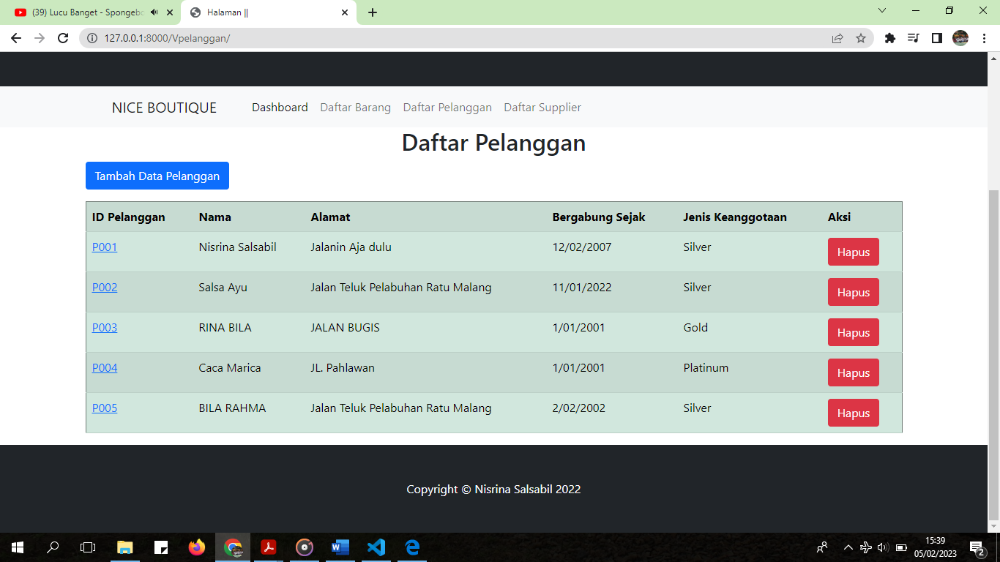 (39) Lucu Banget - Spongebo
Halaman ||
127.0.0.1:8000/Vpelanggan/
NICE BOUTIQUE Dashboard Daftar Barang Daftar Pelanggan Daftar Supplier
Daftar Pelanggan
Tambah Data Pelanggan
ID Pelanggan Nama Alamat Bergabung Sejak Jenis Keanggotaan Aksi
P001 Nisrina Salsabil Jalanin Aja dulu 12/02/2007 Silver Hapus
P002 Salsa Ayu Jalan Teluk Pelabuhan Ratu Malang 11/01/2022 Silver Hapus
P003 RINA BILA JALAN BUGIS 1/01/2001 Gold Hapus
P004 Caca Marica JL. Pahlawan 1/01/2001 Platinum Hapus
P005 BILA RAHMA Jalan Teluk Pelabuhan Ratu Malang 2/02/2002 Silver Hapus
Copyright © Nisrina Salsabil 2022
15:39
05/02/2023
2